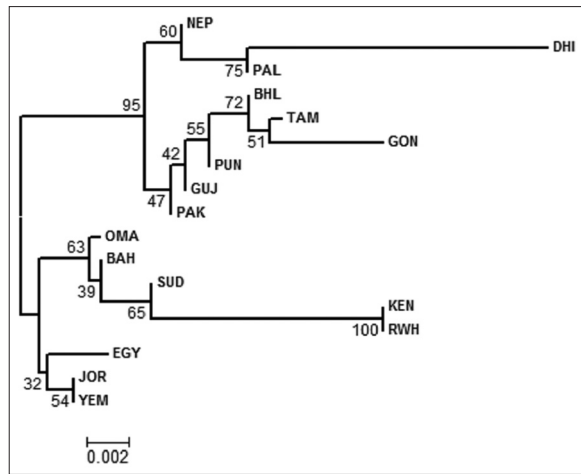 NEP
60
DHI
75
PAL
95
BHL
72
TAM
55
51
GON
42
PUN
GUJ
47
PAK
OMA
63
BAH
39
SUD
65
KEN
100
RWH
EGY
32
JOR
54
YEM
0.002